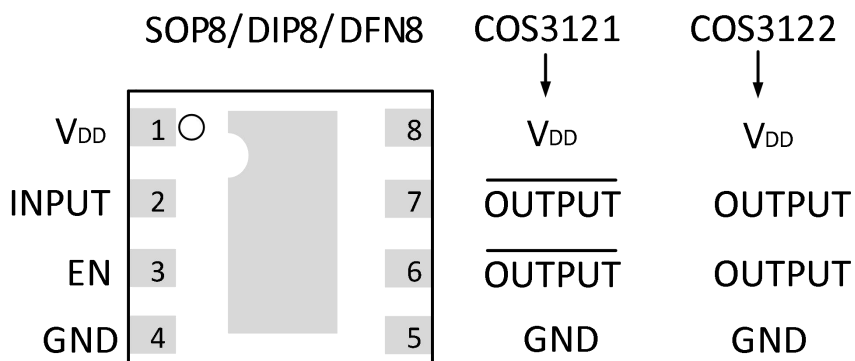 SOP8/DIP8/DFN8 COS3121 COS3122
VDD 1 8 VDD VDD
INPUT 2 7 OUTPUT OUTPUT
EN 3 6 OUTPUT OUTPUT
GND 4 5 GND GND